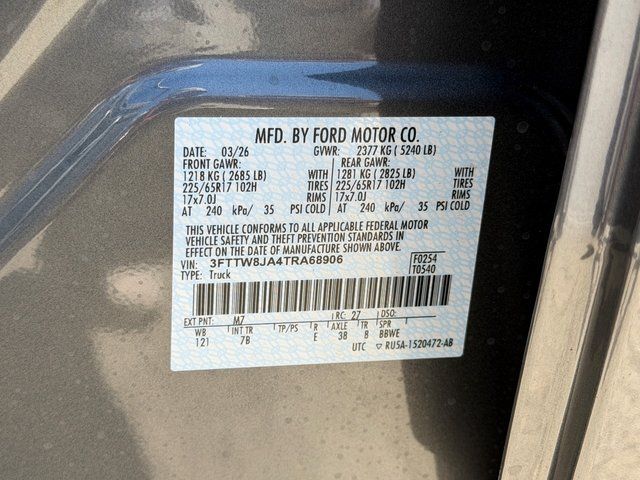 MFD. BY FORD MOTOR CO.
DATE: 03/26 GVWR: 2377 KG ( 5240 LB)
FRONT GAWR: REAR GAWR:
1218 KG ( 2685 LB) WITH 1281 KG ( 2825 LB) WITH
225/65R17 102H TIRES 225/65R17 102H TIRES
17x7.0J RIMS 17x7.0J RIMS
AT 240 kPa/ 35 PSI COLD AT 240 kPa/ 35 PSI COLD
THIS VEHICLE CONFORMS TO ALL APPLICABLE FEDERAL MOTOR
VEHICLE SAFETY AND THEFT PREVENTION STANDARDS IN
EFFECT ON THE DATE OF MANUFACTURE SHOWN ABOVE.
VIN: 3FTTW8JA4TRA68906 F0254
TYPE: Truck T0540
EXT PNT: M7 RC: 27 DSO:
WB INT TR TP/PS R AXLE TR SPR
121 7B E 38 8 BBWE
UTC ▽ RU5A-1520472-AB